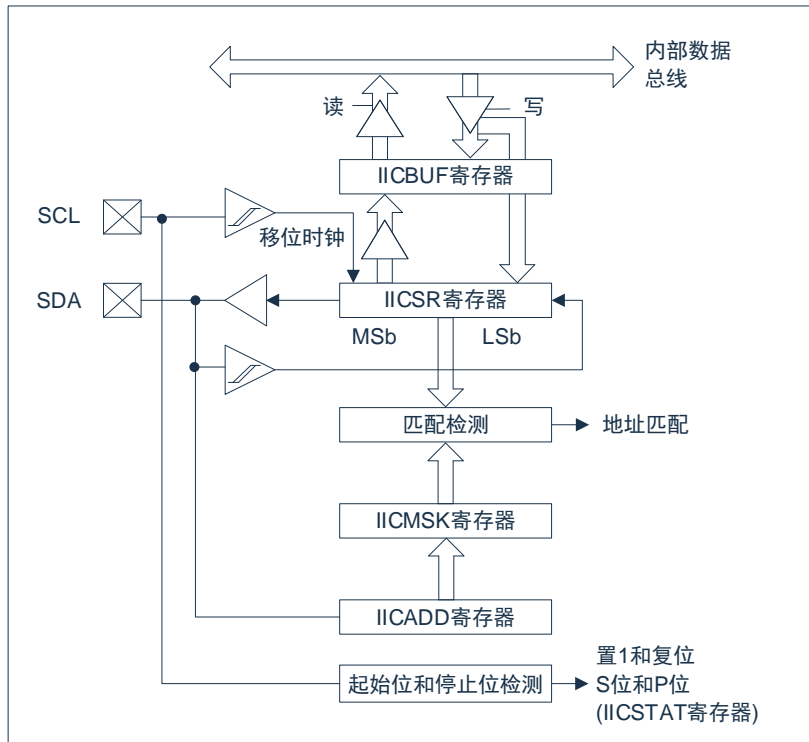 内部数据
总线
读
写
IICBUF寄存器
SCL
移位时钟
SDA
IICSR寄存器
MSb
LSb
匹配检测
地址匹配
IICMSK寄存器
IICADD寄存器
起始位和停止位检测
置1和复位
S位和P位
(IICSTAT寄存器)